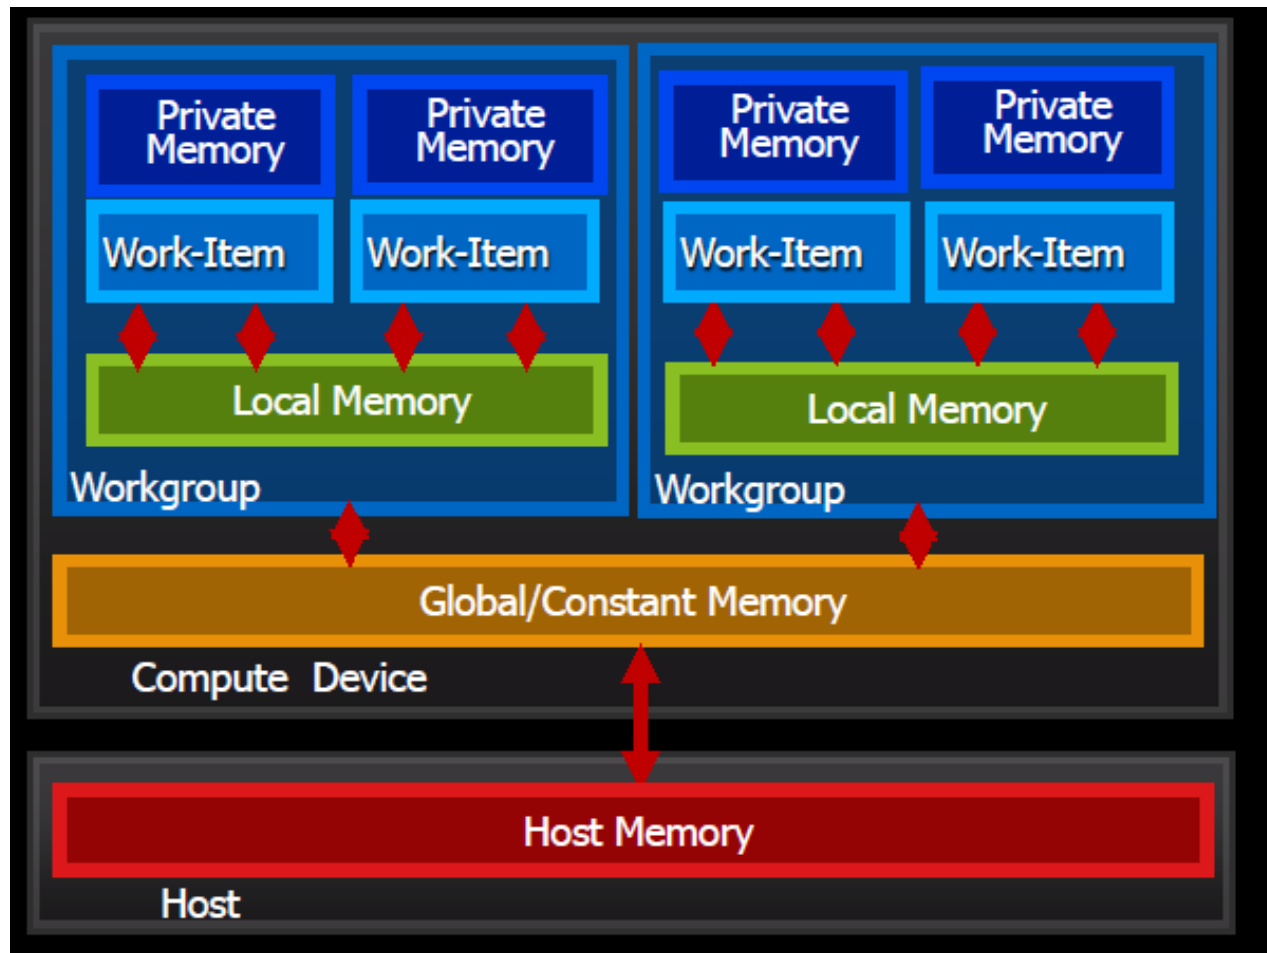 Private
Memory
Private
Memory
Private
Memory
Private
Memory
Work-Item
Work-Item
Work-Item
Work-Item
Local Memory
Local Memory
Workgroup
Workgroup
Global/Constant Memory
Compute Device
Host Memory
Host